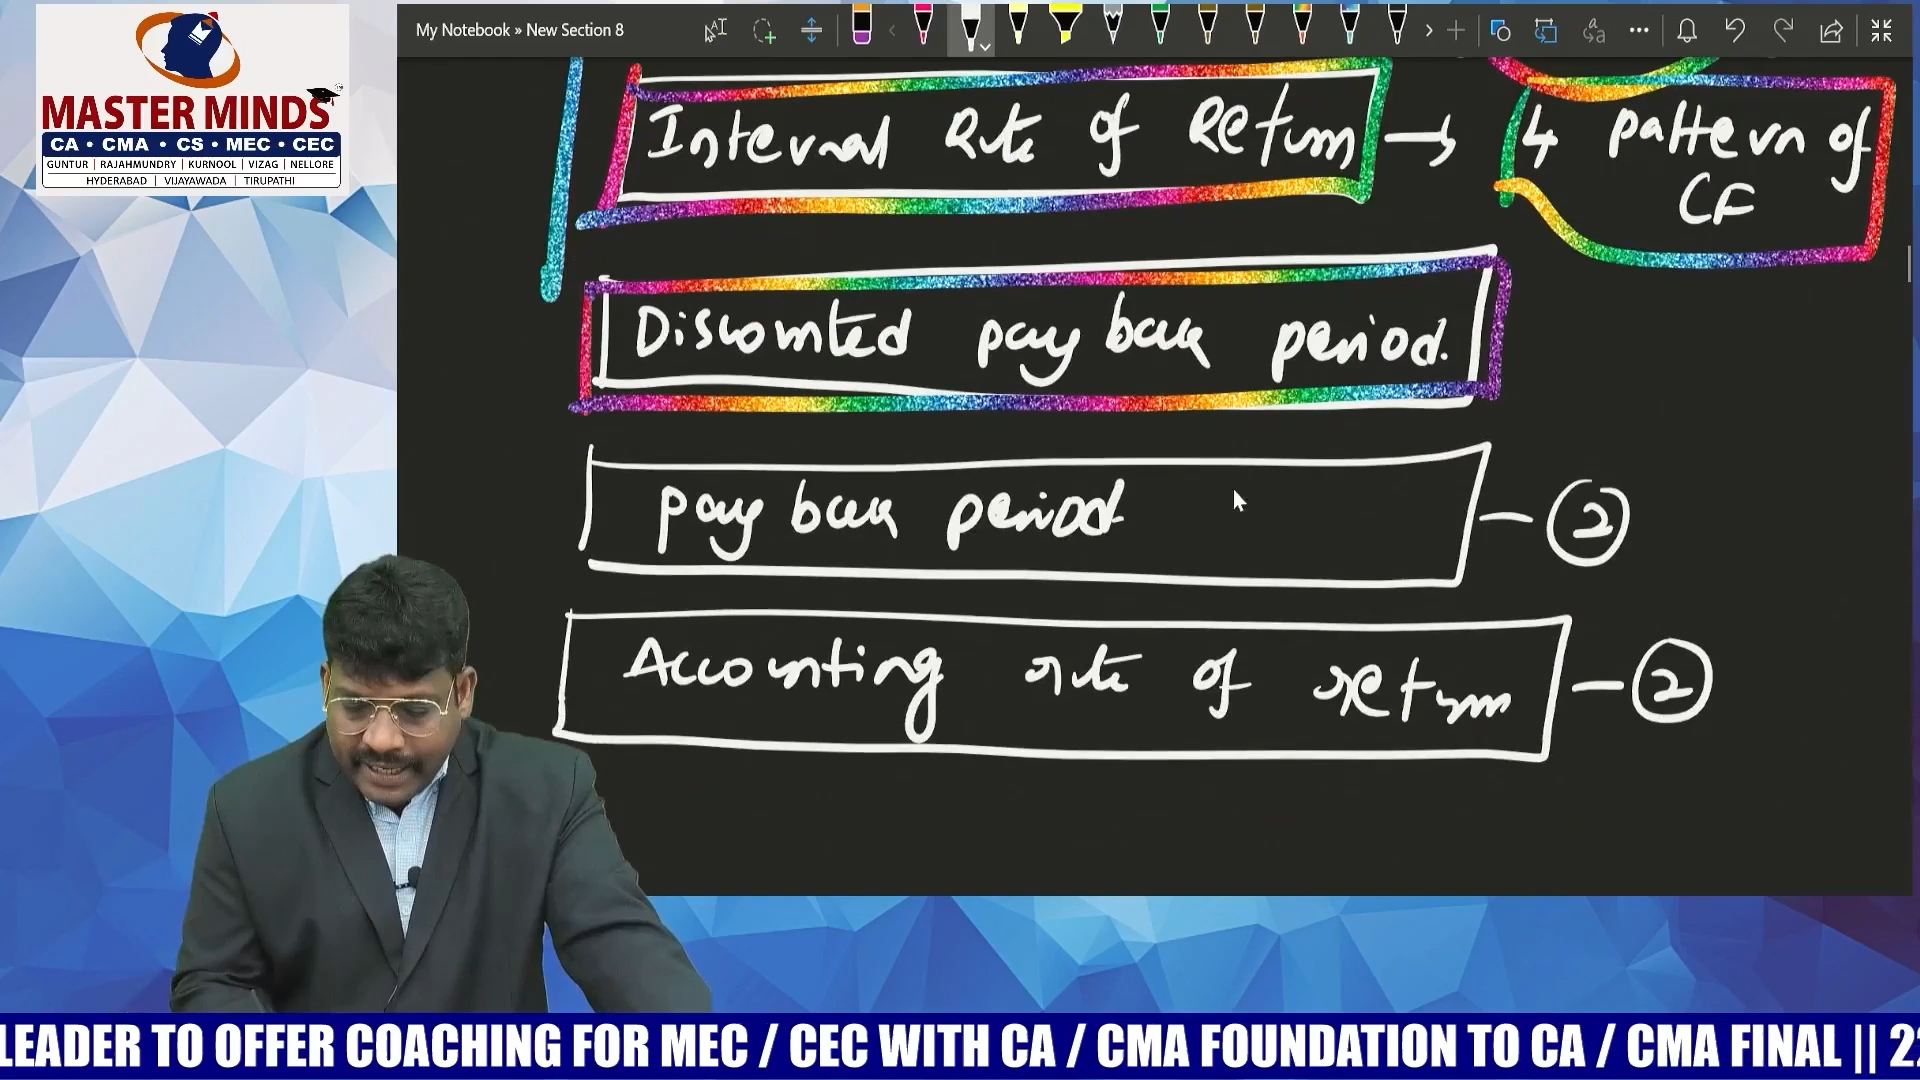 My Notebook » New Section 8
MASTER MINDS
CA • CMA • CS • MEC • CEC
GUNTUR | RAJAHMUNDRY | KURNOOL | VIZAG | NELLORE
HYDERABAD | VIJAYAWADA | TIRUPATHI
Internal Rate of Return → 4 pattern of
CF
Discounted pay back period.
pay back period – 2
Accounting rate of return – 2
LEADER TO OFFER COACHING FOR MEC / CEC WITH CA / CMA FOUNDATION TO CA / CMA FINAL || 22